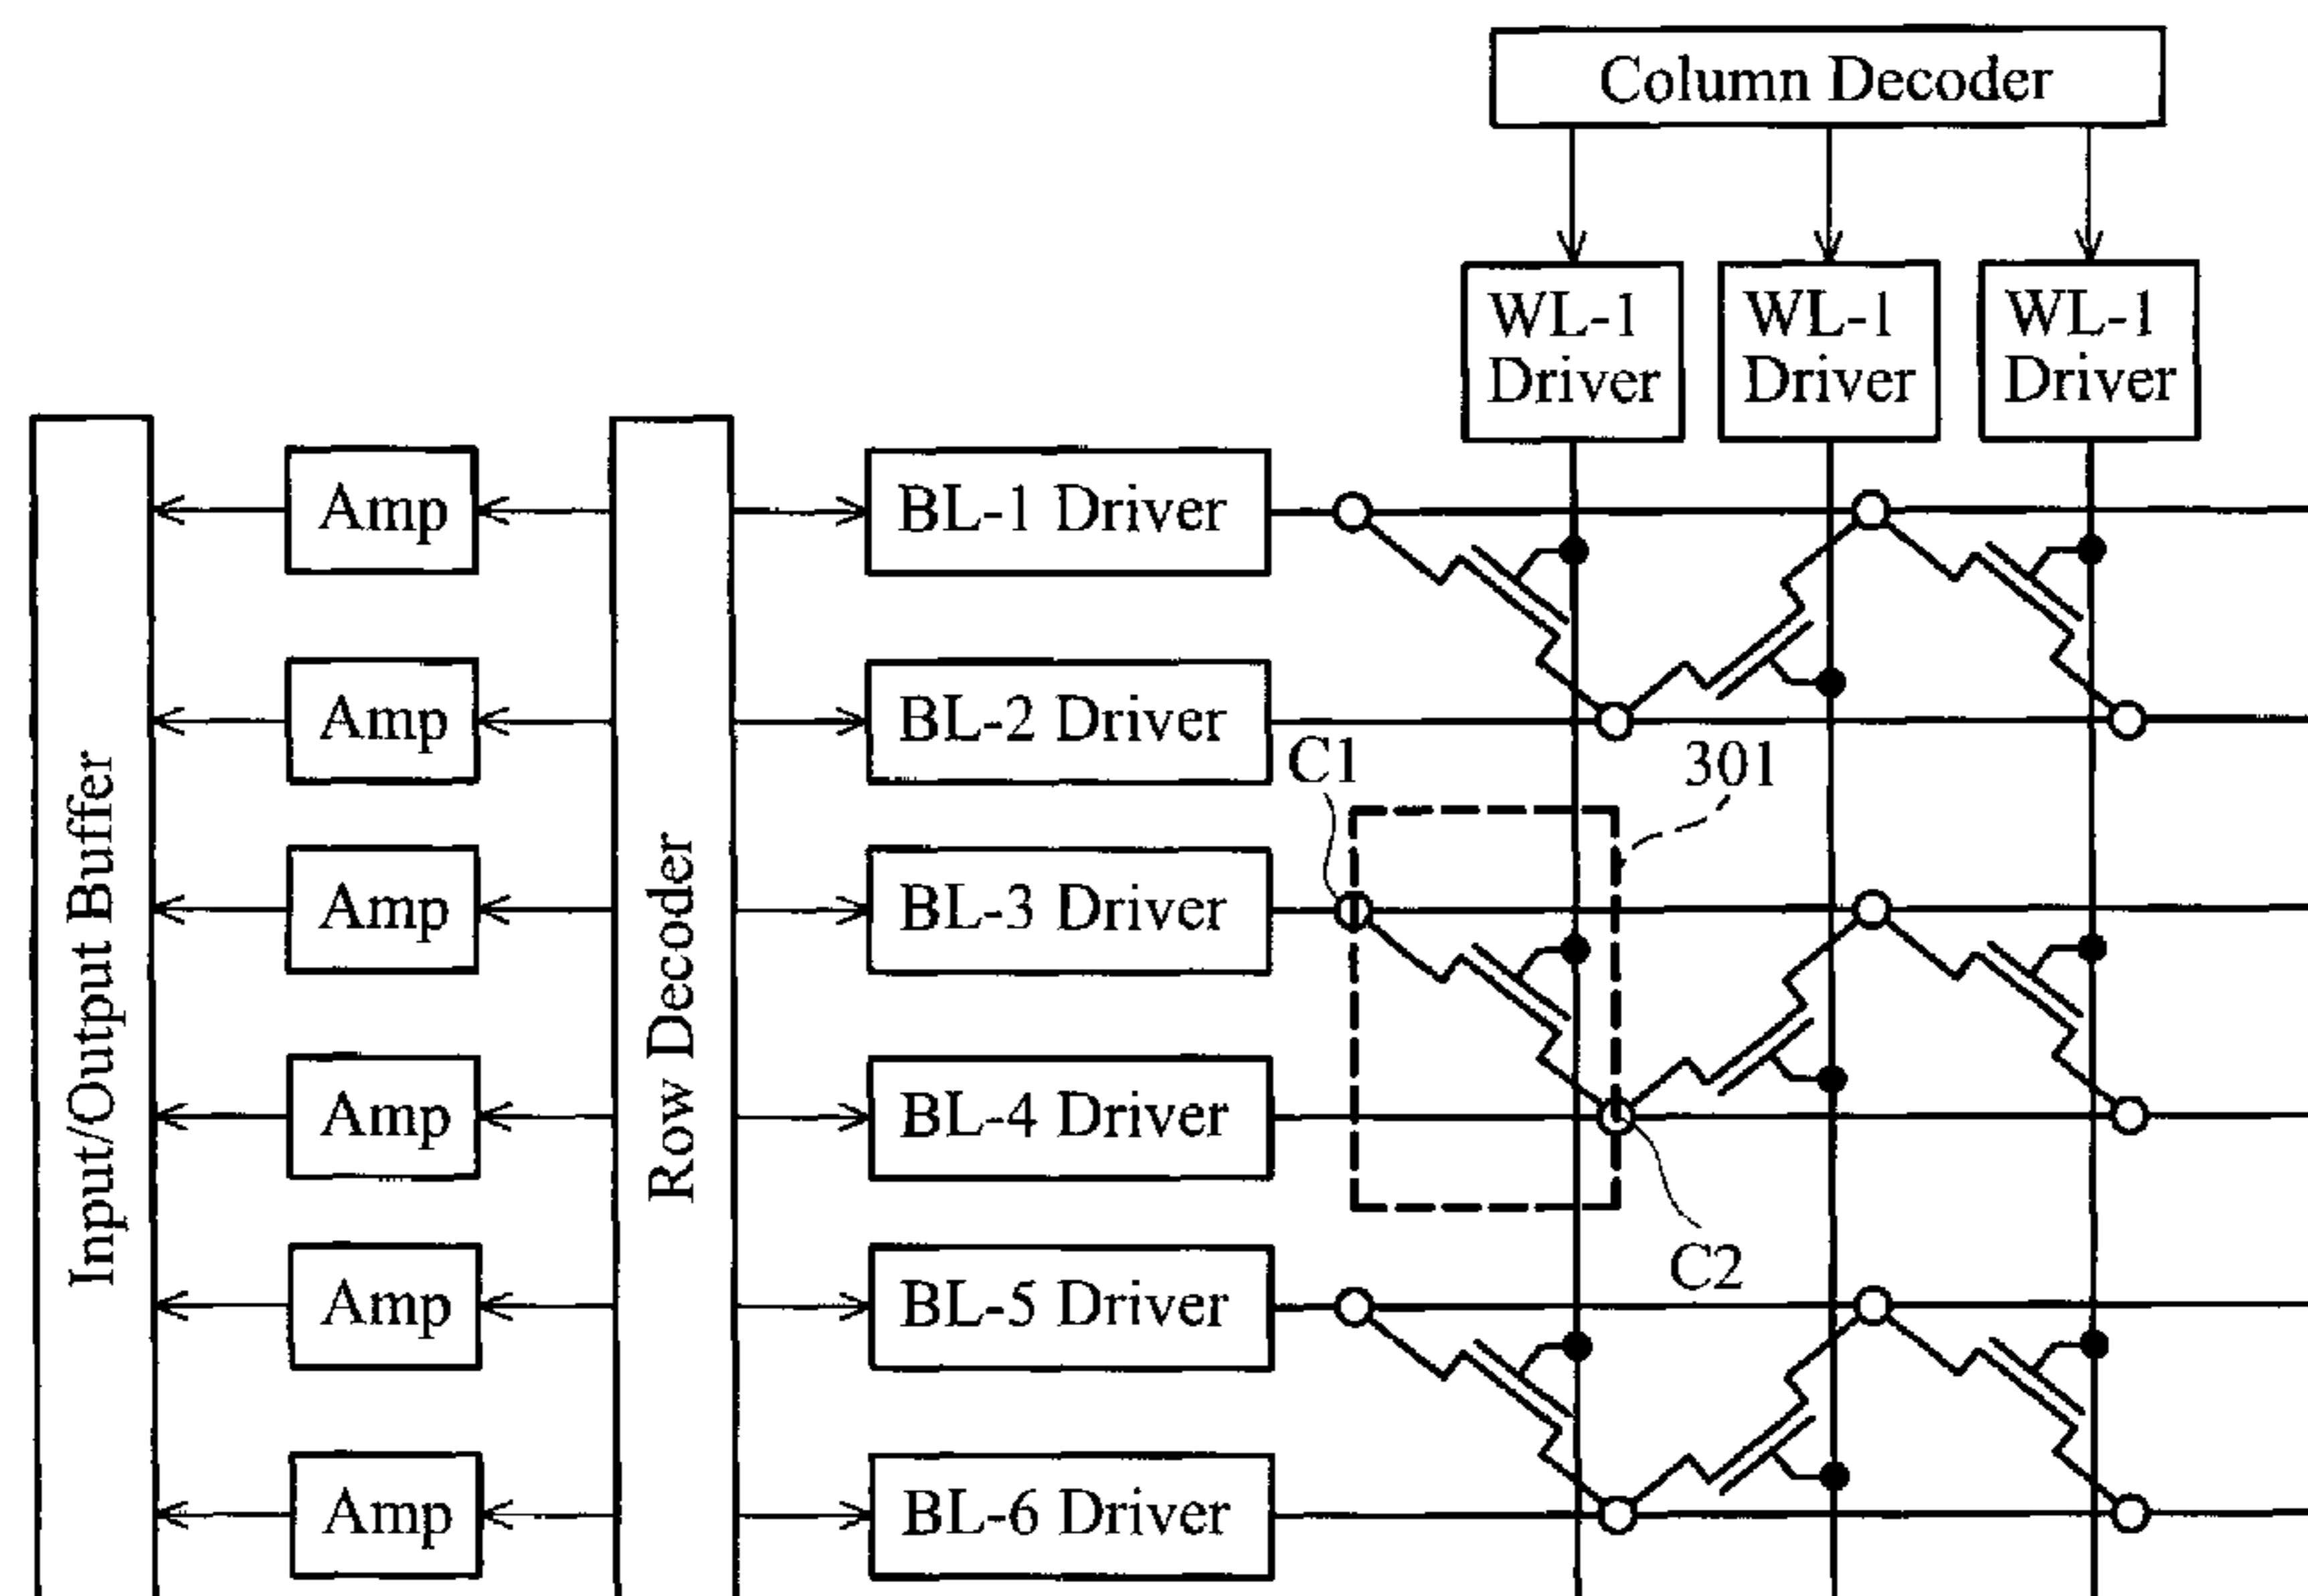 Column Decoder
WL-1
Driver
WL-1
Driver
WL-1
Driver
Input/Output Buffer
Row Decoder
Amp
BL-1 Driver
Amp
BL-2 Driver
C1
301
Amp
BL-3 Driver
Amp
BL-4 Driver
C2
Amp
BL-5 Driver
Amp
BL-6 Driver